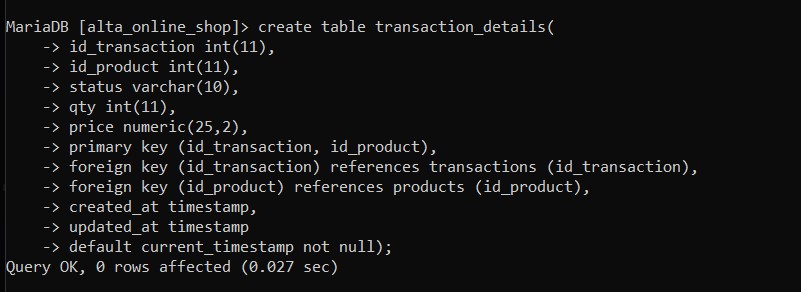 MariaDB [alta_online_shop]> create table transaction_details(
    -> id_transaction int(11),
    -> id_product int(11),
    -> status varchar(10),
    -> qty int(11),
    -> price numeric(25,2),
    -> primary key (id_transaction, id_product),
    -> foreign key (id_transaction) references transactions (id_transaction),
    -> foreign key (id_product) references products (id_product),
    -> created_at timestamp,
    -> updated_at timestamp
    -> default current_timestamp not null);
Query OK, 0 rows affected (0.027 sec)